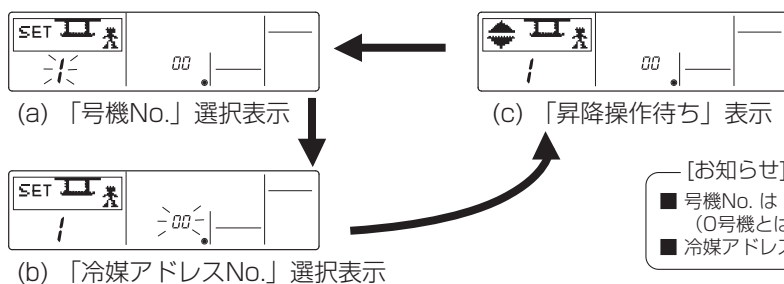 SET
1 00
(a) 「号機No.」選択表示
1 00
(c) 「昇降操作待ち」表示
SET
1 00
(b) 「冷媒アドレスNo.」選択表示
[お知らせ]
■ 号機No. は
（0号機とは
■ 冷媒アドレス